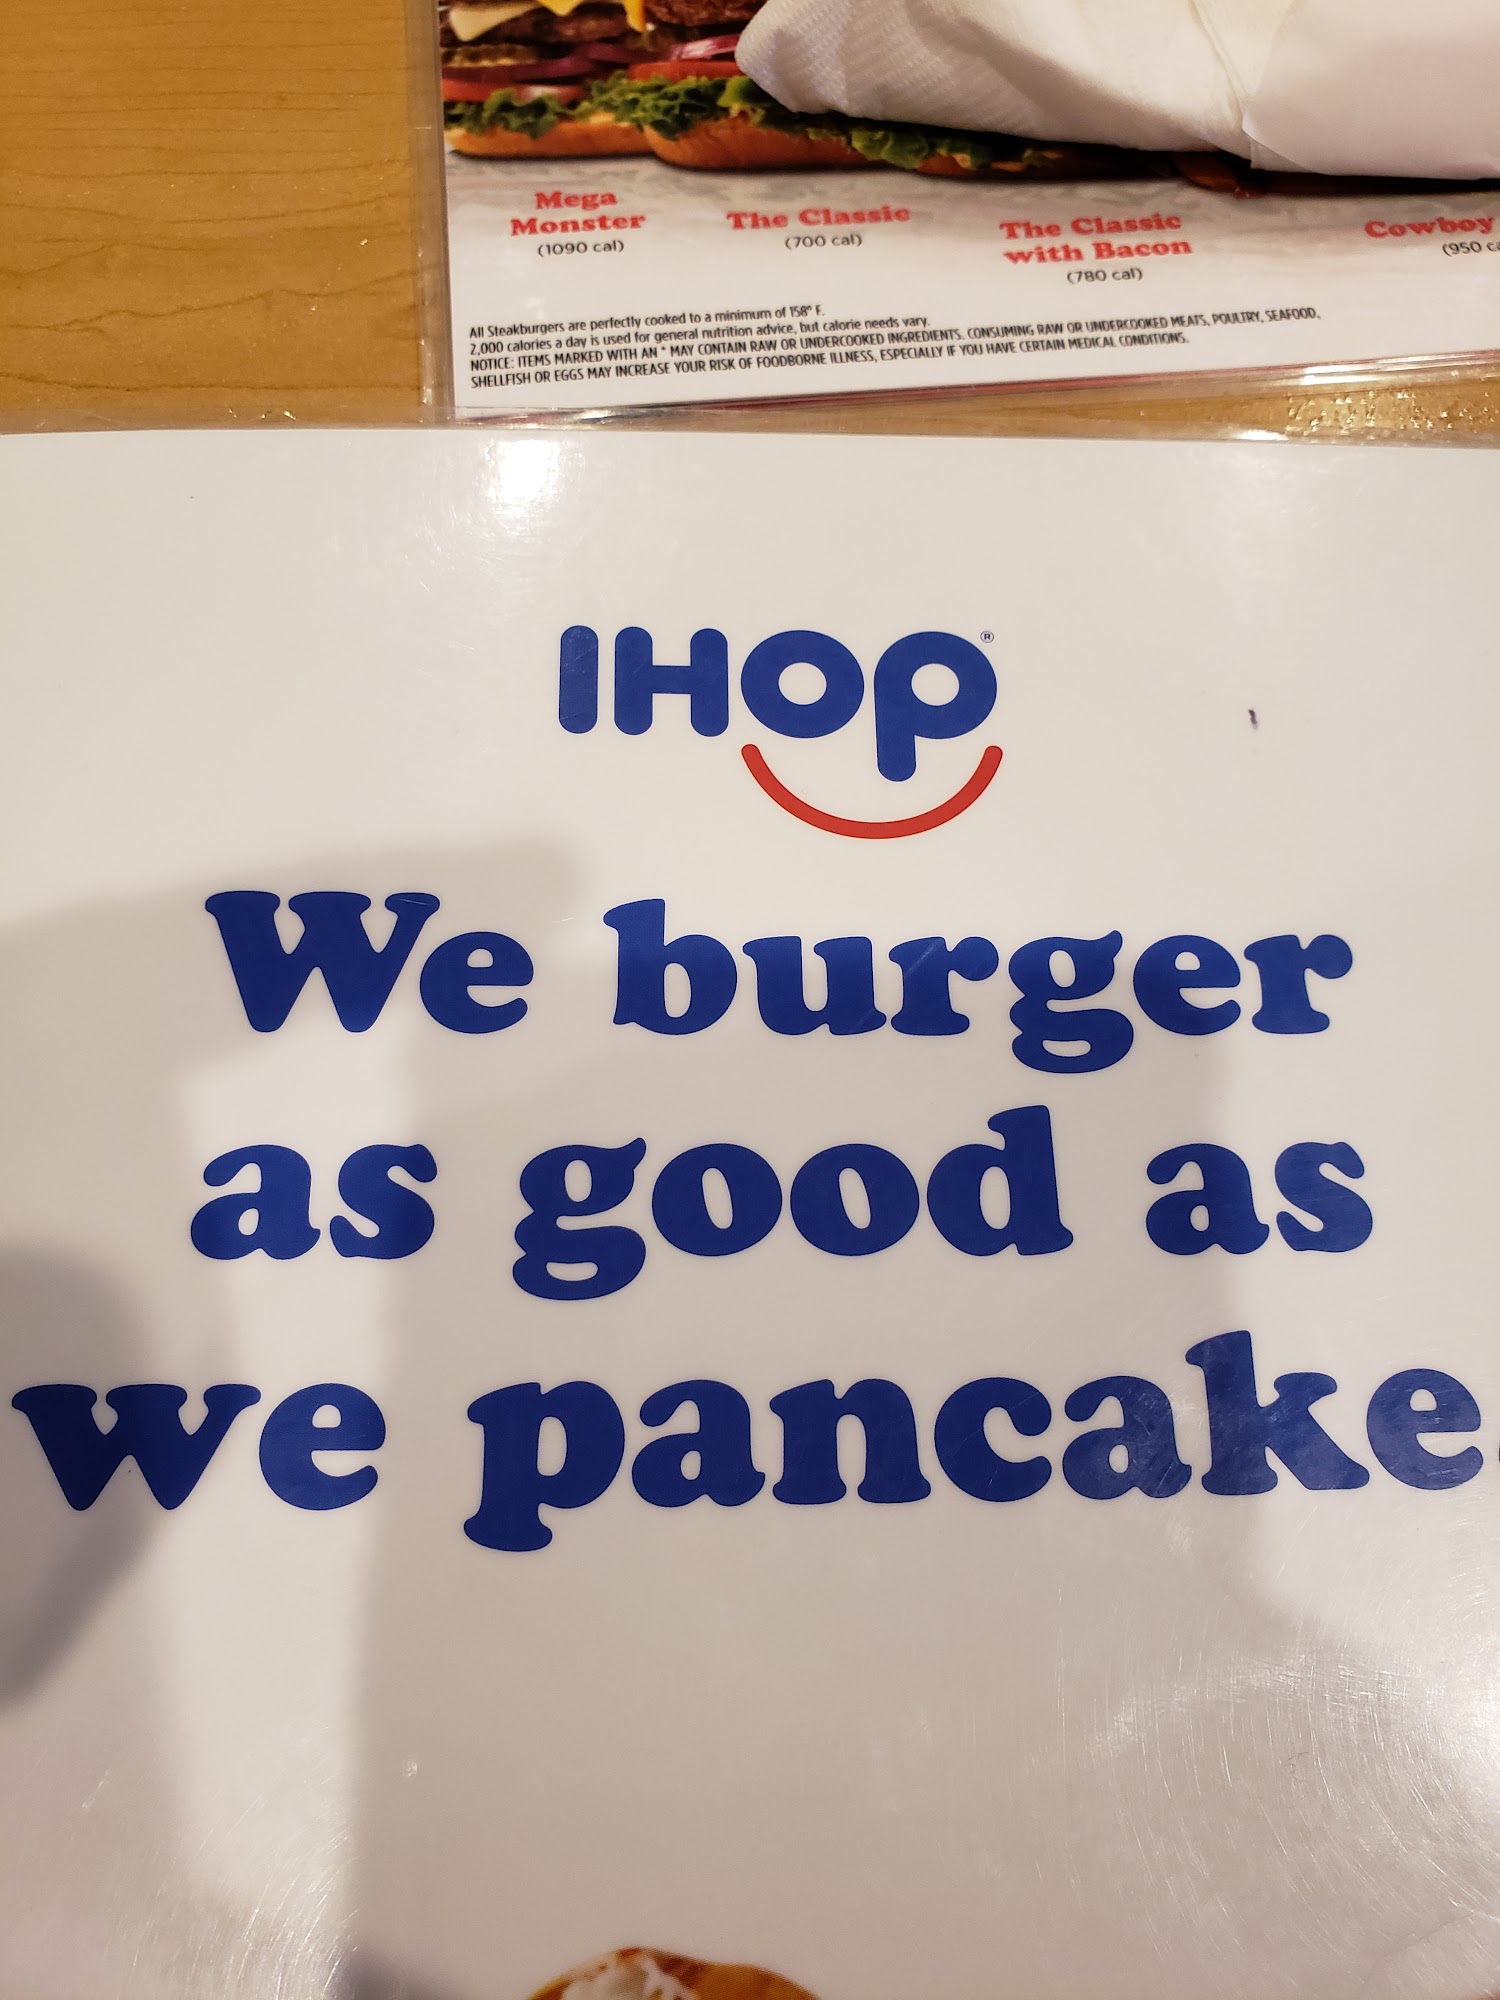 Mega
Monster
(1090 cal)
The Classic
(700 cal)
The Classic
with Bacon
(780 cal)
Cowboy
(950
All Steakburgers are perfectly cooked to a minimum of 158° F.
2,000 calories a day is used for general nutrition advice, but calorie needs vary.
NOTICE: ITEMS MARKED WITH AN * MAY CONTAIN RAW OR UNDERCOOKED INGREDIENTS. CONSUMING RAW OR UNDERCOOKED MEATS, POULTRY, SEAFOOD,
SHELLFISH OR EGGS MAY INCREASE YOUR RISK OF FOODBORNE ILLNESS, ESPECIALLY IF YOU HAVE CERTAIN MEDICAL CONDITIONS.
IHOP®
We burger
as good as
we pancake.